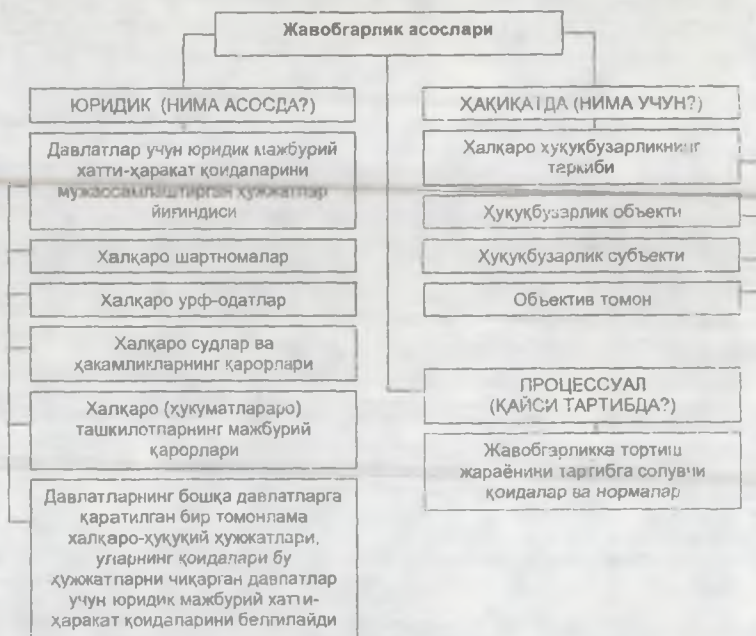 Жавобгарлик асослари
ЮРИДИК (НИМА АСОСДА?)
Давлатлар учун юридик мажбурий
хатти-ҳаракат қоидаларини
мужассамлаштирган ҳужжатлар
йиғиндиси
Халқаро шартномалар
Халқаро урф-одатлар
Халқаро судлар ва
ҳакамликларнинг қарорлари
Халқаро (ҳукуматлараро)
ташкилотларнинг мажбурий
қарорлари
Давлатларнинг бошқа давлатларга
қаратилган бир томонлама
халқаро-ҳуқуқий ҳужжатлари,
уларнинг қоидалари бу
ҳужжатларни чиқарган давлатлар
учун юридик мажбурий хатти-
ҳаракат қоидаларини белгилайди
ҲАҚИҚАТДА (НИМА УЧУН?)
Халқаро ҳуқуқбузарликнинг
таркиби
Ҳуқуқбузарлик объекти
Ҳуқуқбузарлик субъекти
Объектив томон
ПРОЦЕССУАЛ
(ҚАЙСИ ТАРТИБДА?)
Жавобгарликка тортиш
жараёнини тартибга солувчи
қоидалар ва нормалар